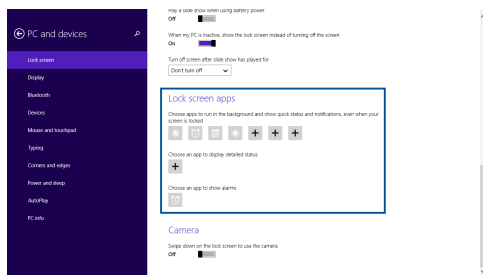 PC and devices
Lock screen
Display
Bluetooth
Devices
Mouse and touchpad
Typing
Corners and edges
Power and sleep
AutoPlay
PC info
Play a slide show when using battery power
Off
When my PC is inactive, show the lock screen instead of turning off the screen
On
Turn off screen after slide show has played for
Don't turn off
Lock screen apps
Choose apps to run in the background and show quick status and notifications, even when your
screen is locked
Choose an app to display detailed status
Choose an app to show alarms
Camera
Swipe down on the lock screen to use the camera
Off